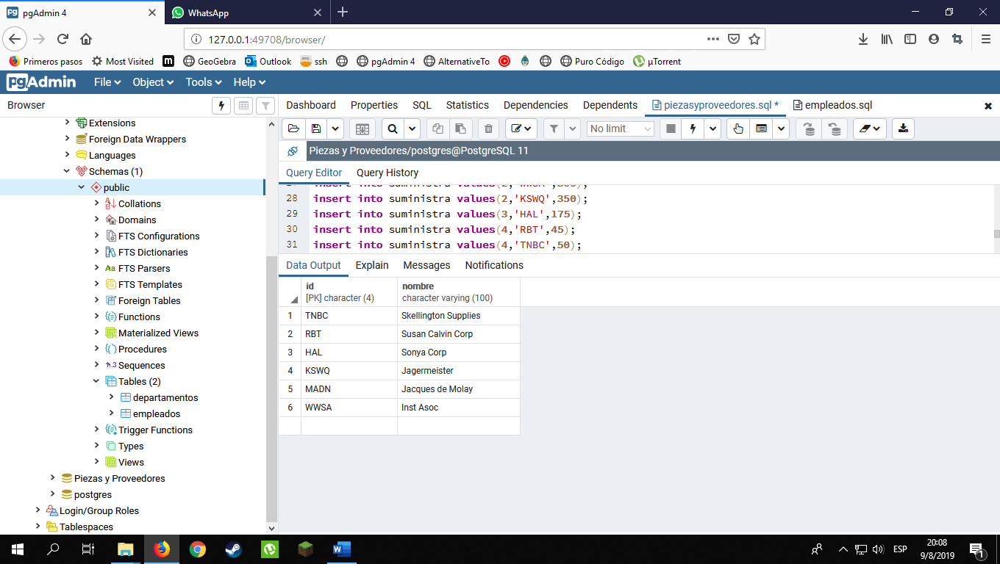 pgAdmin 4
WhatsApp
127.0.0.1:49708/browser/
Primeros pasos
Most Visited
GeoGebra
Outlook
ssh
pgAdmin 4
AlternativeTo
Puro Código
µTorrent
pgAdmin
File
Object
Tools
Help
Browser
Dashboard
Properties
SQL
Statistics
Dependencies
Dependents
piezasyproveedores.sql *
empleados.sql
Extensions
Foreign Data Wrappers
Languages
Schemas (1)
public
Collations
Domains
FTS Configurations
FTS Dictionaries
FTS Parsers
FTS Templates
Foreign Tables
Functions
Materialized Views
Procedures
Sequences
Tables (2)
departamentos
empleados
Trigger Functions
Types
Views
Piezas y Proveedores
postgres
Login/Group Roles
Tablespaces
No limit
Piezas y Proveedores/postgres@PostgreSQL 11
Query Editor
Query History
28 insert into suministra values(2,'KSWQ',350);
29 insert into suministra values(3,'HAL',175);
30 insert into suministra values(4,'RBT',45);
31 insert into suministra values(4,'TNBC',50);
Data Output
Explain
Messages
Notifications
id
[PK] character (4)
nombre
character varying (100)
1 TNBC Skellington Supplies
2 RBT Susan Calvin Corp
3 HAL Sonya Corp
4 KSWQ Jagermeister
5 MADN Jacques de Molay
6 WWSA Inst Asoc
ESP
20:08
9/8/2019
1